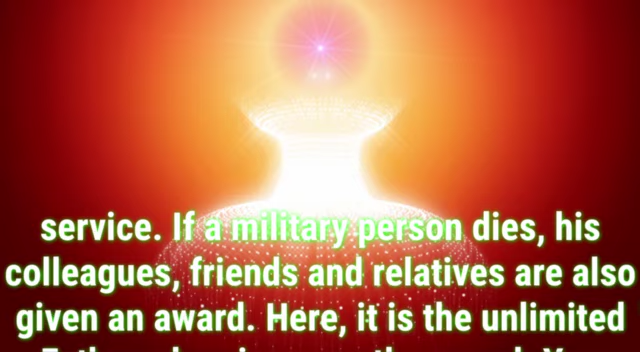 service. If a military person dies, his
colleagues, friends and relatives are also
given an award. Here, it is the unlimited